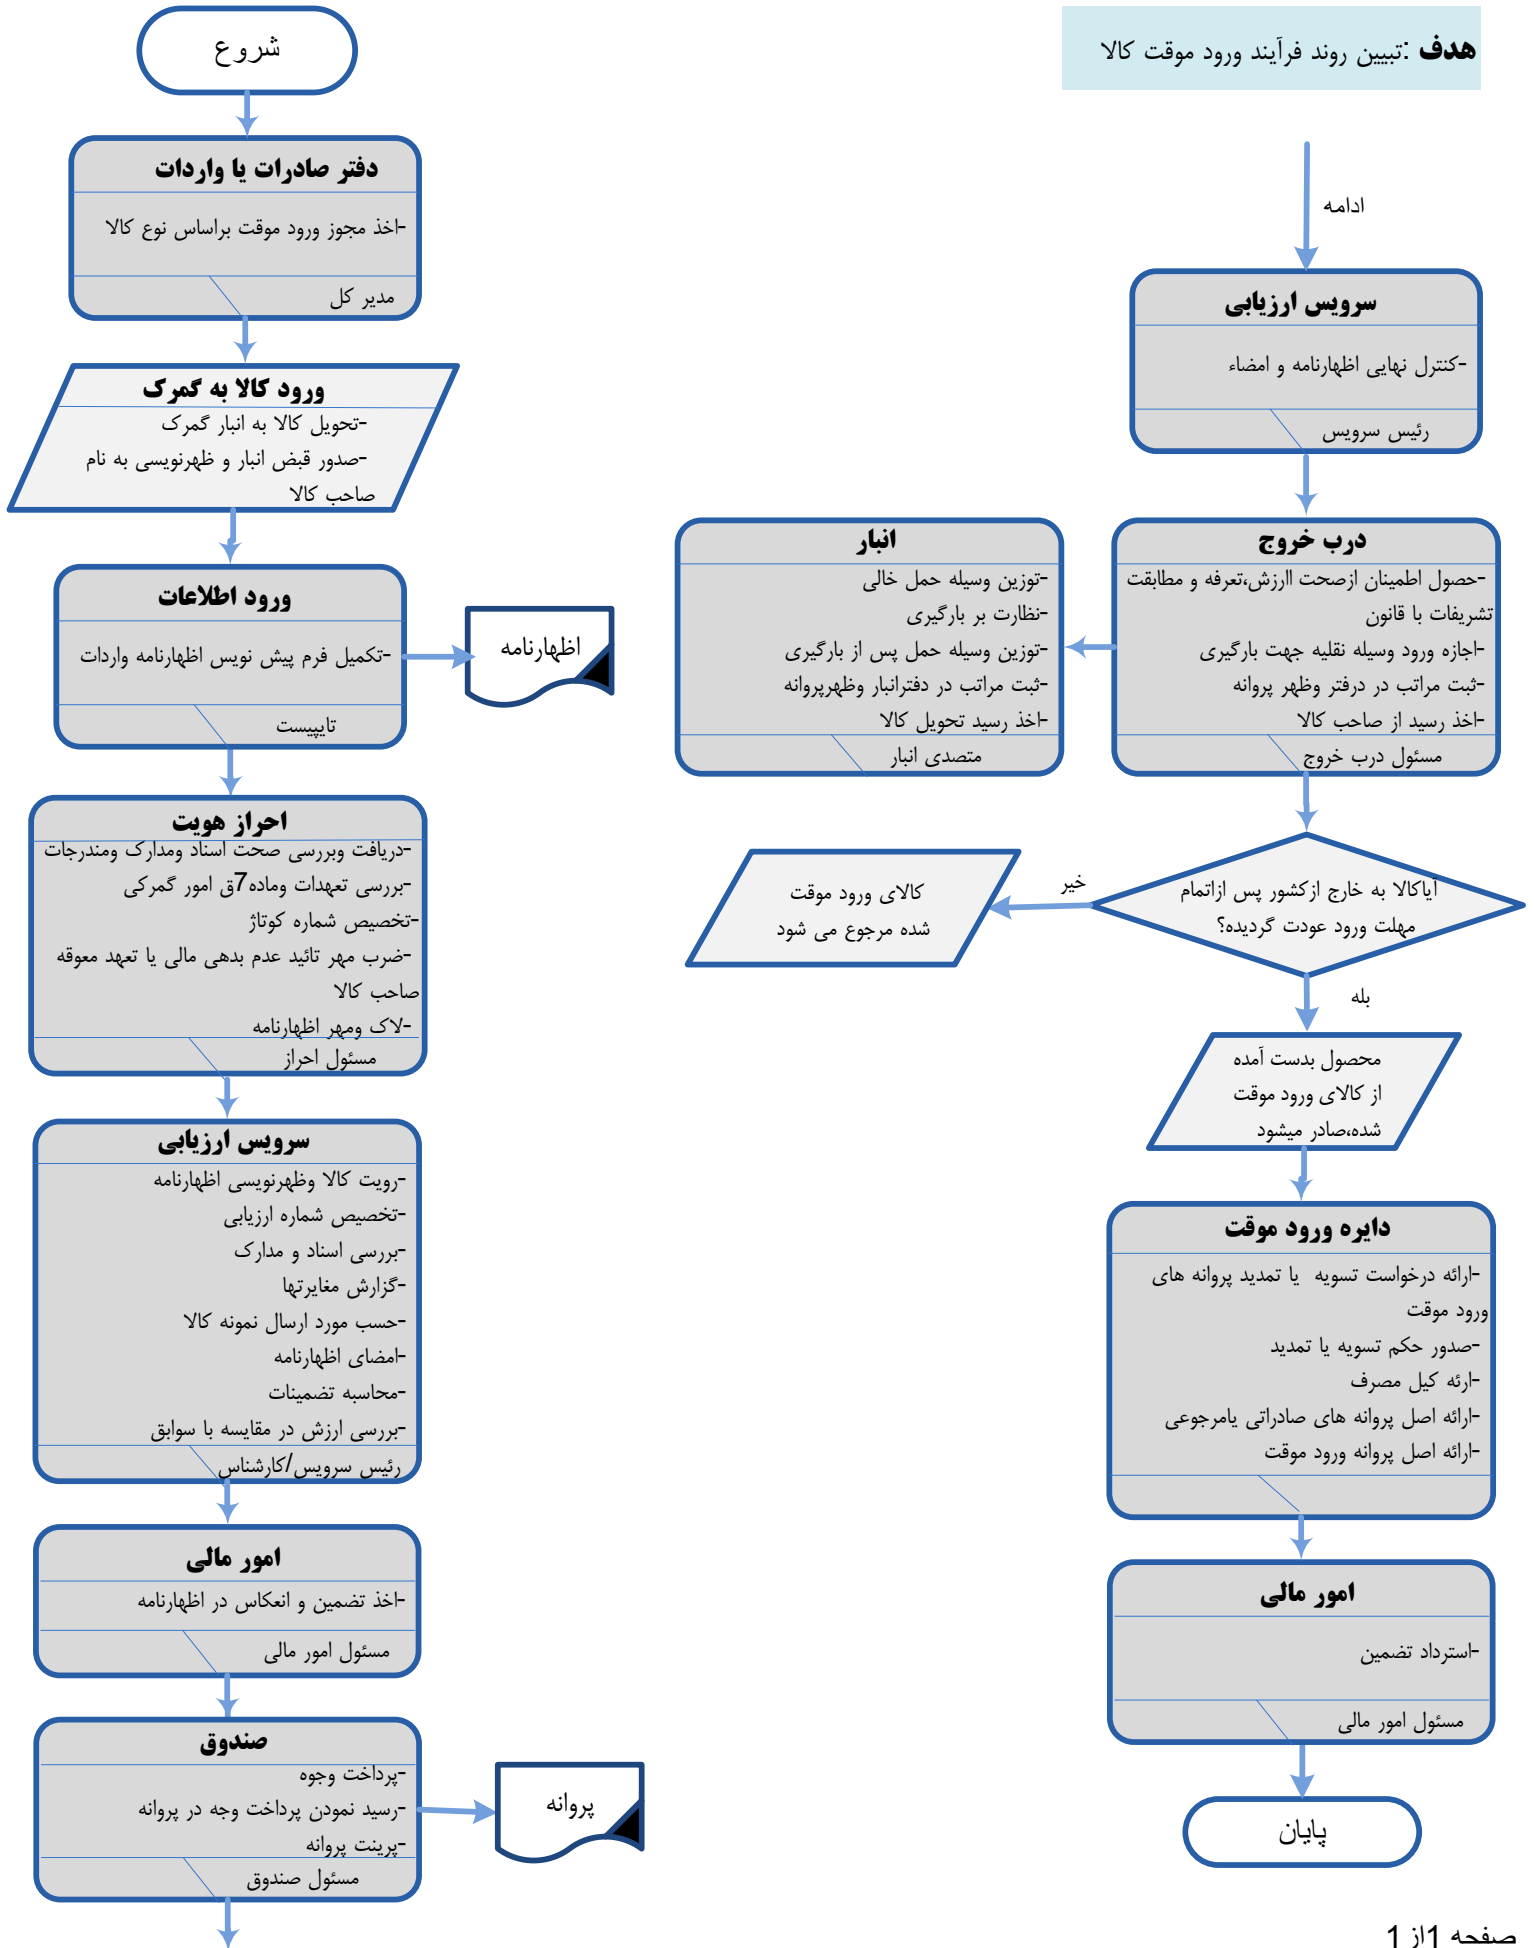 هدف :تبیین روند فرآیند ورود موقت کالا
شروع
دفتر صادرات یا واردات
-اخذ مجوز ورود موقت براساس نوع کالا
مدیر کل
ورود کالا به گمرک
-تحویل کالا به انبار گمرک
-صدور قبض انبار و ظهرنویسی به نام
صاحب کالا
ورود اطلاعات
-تکمیل فرم پیش نویس اظهارنامه واردات
تایپیست
اظهارنامه
احراز هویت
-دریافت وبررسی صحت اسناد ومدارک ومندرجات
-بررسی تعهدات وماده7ق امور گمرکی
-تخصیص شماره کوتاژ
-ضرب مهر تائید عدم بدهی مالی یا تعهد معوقه
صاحب کالا
-لاک ومهر اظهارنامه
مسئول احراز
سرویس ارزیابی
-رویت کالا وظهرنویسی اظهارنامه
-تخصیص شماره ارزیابی
-بررسی اسناد و مدارک
-گزارش مغایرتها
-حسب مورد ارسال نمونه کالا
-امضای اظهارنامه
-محاسبه تضمینات
-بررسی ارزش در مقایسه با سوابق
رئیس سرویس/کارشناس
امور مالی
-اخذ تضمین و انعکاس در اظهارنامه
مسئول امور مالی
صندوق
-پرداخت وجوه
-رسید نمودن پرداخت وجه در پروانه
-پرینت پروانه
مسئول صندوق
پروانه
ادامه
سرویس ارزیابی
-کنترل نهایی اظهارنامه و امضاء
رئیس سرویس
درب خروج
-حصول اطمینان ازصحت اارزش،تعرفه و مطابقت
تشریفات با قانون
-اجازه ورود وسیله نقلیه جهت بارگیری
-ثبت مراتب در درفتر وظهر پروانه
-اخذ رسید از صاحب کالا
مسئول درب خروج
انبار
-توزین وسیله حمل خالی
-نظارت بر بارگیری
-توزین وسیله حمل پس از بارگیری
-ثبت مراتب در دفترانبار وظهرپروانه
-اخذ رسید تحویل کالا
متصدی انبار
آیاکالا به خارج ازکشور پس ازاتمام
مهلت ورود عودت گردیده؟
خیر
کالای ورود موقت
شده مرجوع می شود
بله
محصول بدست آمده
از کالای ورود موقت
شده،صادر میشود
دایره ورود موقت
-ارائه درخواست تسویه یا تمدید پروانه های
ورود موقت
-صدور حکم تسویه یا تمدید
-ارئه کیل مصرف
-ارائه اصل پروانه های صادراتی یامرجوعی
-ارائه اصل پروانه ورود موقت
امور مالی
-استرداد تضمین
مسئول امور مالی
پایان
صفحه 1از 1